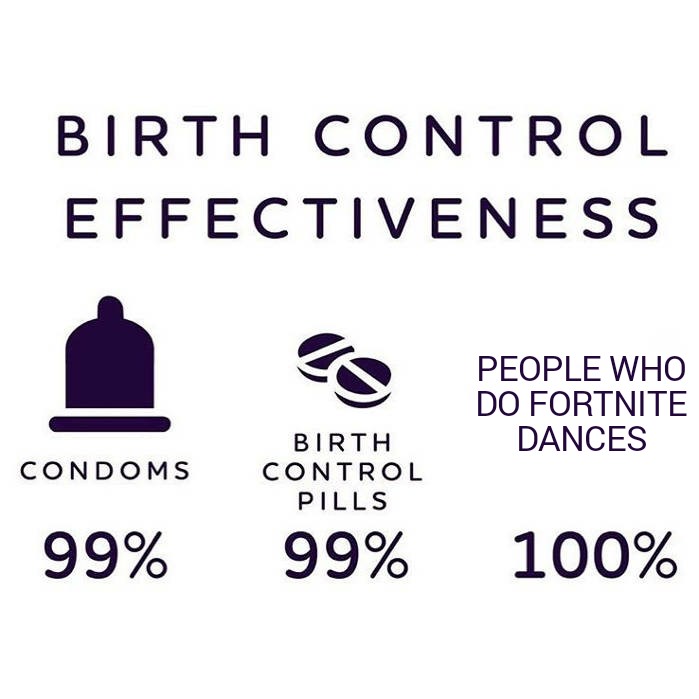 BIRTH CONTROL
EFFECTIVENESS
CONDOMS
99%
BIRTH
CONTROL
PILLS
99%
PEOPLE WHO
DO FORTNITE
DANCES
100%